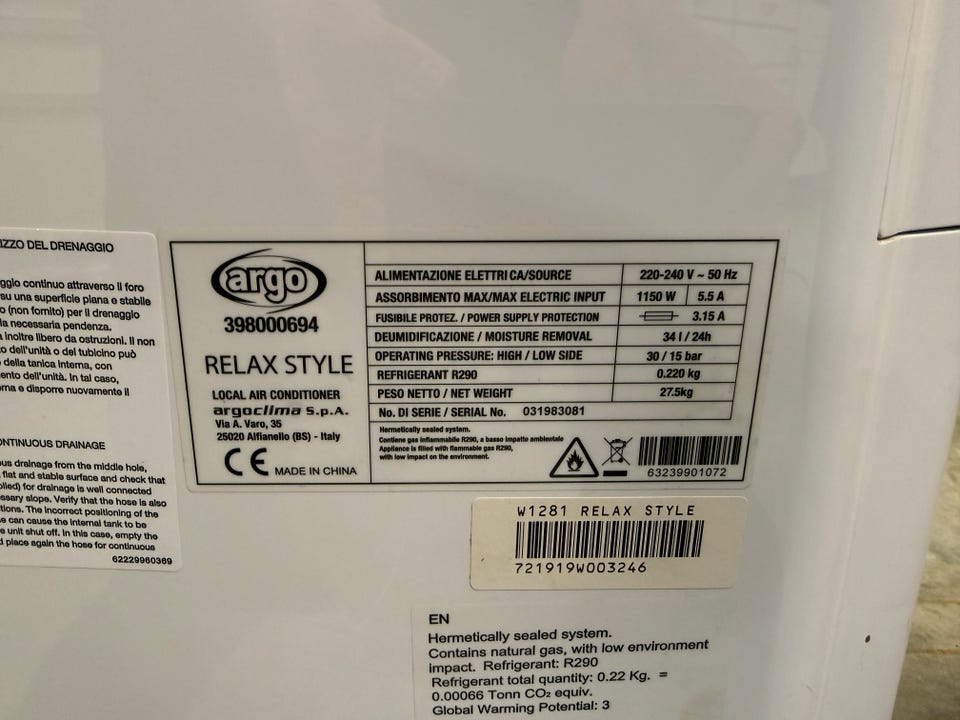 IZZO DEL DRENAGGIO
ggio continuo attraverso il foro
su una superficie piana e stabile
o (non fornito) per il drenaggio
la necessaria pendenza.
inoltre libero da ostruzioni. Il non
o dell'unità o del tubicino può
della tanica interna, con
ento dell'unità. In tal caso,
rna e disporre nuovamente il
ONTINUOUS DRAINAGE
us drainage from the middle hole,
flat and stable surface and check that
plied) for drainage is well connected
ssary slope. Verify that the hose is also
tions. The incorrect positioning of the
se can cause the internal tank to be
e unit shut off. In this case, empty the
d place again the hose for continuous
62229960369
argo
398000694
RELAX STYLE
LOCAL AIR CONDITIONER
argoclima S.p.A.
Via A. Varo, 35
25020 Alfianello (BS) - Italy
CE MADE IN CHINA
ALIMENTAZIONE ELETTRI CA/SOURCE 220-240 V ~ 50 Hz
ASSORBIMENTO MAX/MAX ELECTRIC INPUT 1150 W 5.5 A
FUSIBILE PROTEZ. / POWER SUPPLY PROTECTION 3.15 A
DEUMIDIFICAZIONE / MOISTURE REMOVAL 34 l / 24h
OPERATING PRESSURE: HIGH / LOW SIDE 30 / 15 bar
REFRIGERANT R290 0.220 kg
PESO NETTO / NET WEIGHT 27.5kg
No. DI SERIE / SERIAL No. 031983081
Hermetically sealed system.
Contiene gas infiammabile R290, a basso impatto ambientale
Appliance is filled with flammable gas R290,
with low impact on the environment.
63239901072
W1281 RELAX STYLE
721919W003246
EN
Hermetically sealed system.
Contains natural gas, with low environment
impact. Refrigerant: R290
Refrigerant total quantity: 0.22 Kg. =
0.00066 Tonn CO₂ equiv.
Global Warming Potential: 3